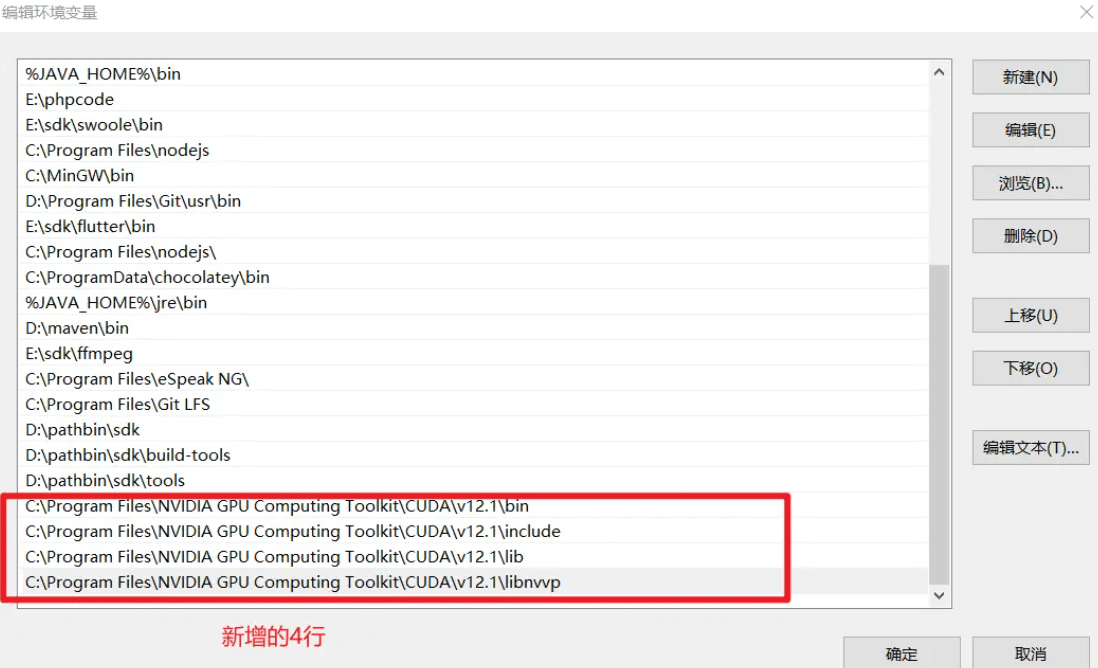 编辑环境变量
%JAVA_HOME%\bin
E:\phpcode
E:\sdk\swoole\bin
C:\Program Files\nodejs
C:\MinGW\bin
D:\Program Files\Git\usr\bin
E:\sdk\flutter\bin
C:\Program Files\nodejs\
C:\ProgramData\chocolatey\bin
%JAVA_HOME%\jre\bin
D:\maven\bin
E:\sdk\ffmpeg
C:\Program Files\eSpeak NG\
C:\Program Files\Git LFS
D:\pathbin\sdk
D:\pathbin\sdk\build-tools
D:\pathbin\sdk\tools
C:\Program Files\NVIDIA GPU Computing Toolkit\CUDA\v12.1\bin
C:\Program Files\NVIDIA GPU Computing Toolkit\CUDA\v12.1\include
C:\Program Files\NVIDIA GPU Computing Toolkit\CUDA\v12.1\lib
C:\Program Files\NVIDIA GPU Computing Toolkit\CUDA\v12.1\libnvvp
新增的4行
新建(N)
编辑(E)
浏览(B)...
删除(D)
上移(U)
下移(O)
编辑文本(T)...
确定
取消